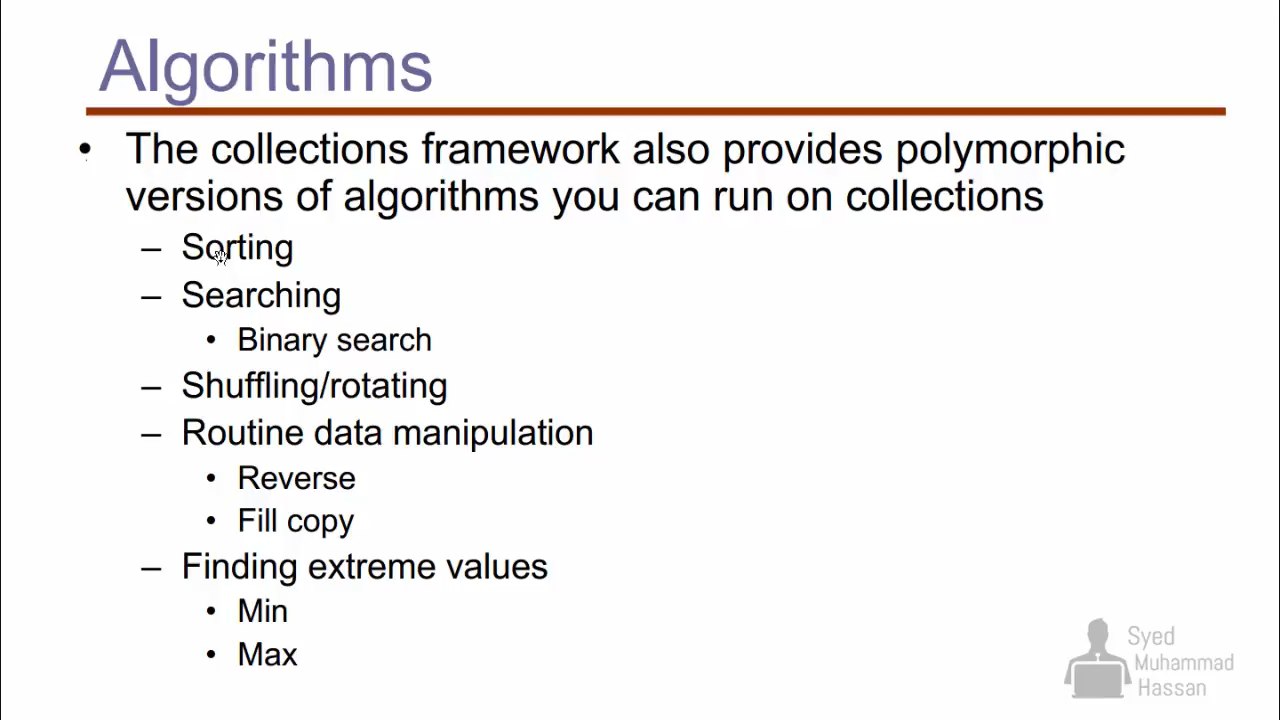 Algorithms
• The collections framework also provides polymorphic
versions of algorithms you can run on collections
– Sorting
– Searching
• Binary search
– Shuffling/rotating
– Routine data manipulation
• Reverse
• Fill copy
– Finding extreme values
• Min
• Max
Syed
Muhammad
Hassan